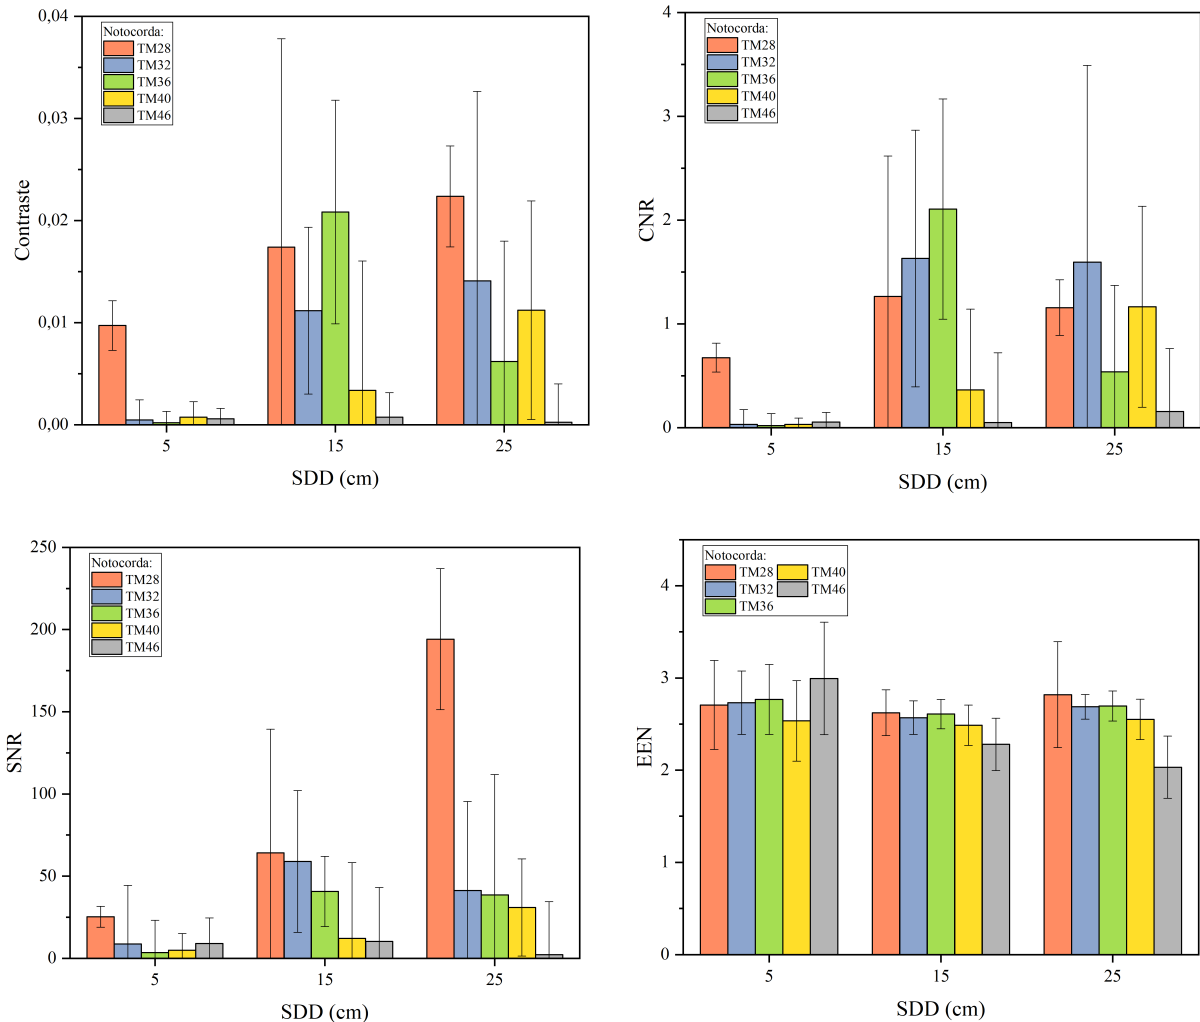 Contraste
0,04
0,03
0,02
0,01
0,00
Notocorda:
TM28
TM32
TM36
TM40
TM46
5
15
25
SDD (cm)
CNR
4
3
2
1
0
Notocorda:
TM28
TM32
TM36
TM40
TM46
5
15
25
SDD (cm)
SNR
250
200
150
100
50
0
Notocorda:
TM28
TM32
TM36
TM40
TM46
5
15
25
SDD (cm)
EEN
4
3
2
1
0
Notocorda:
TM28 TM40
TM32 TM46
TM36
5
15
25
SDD (cm)